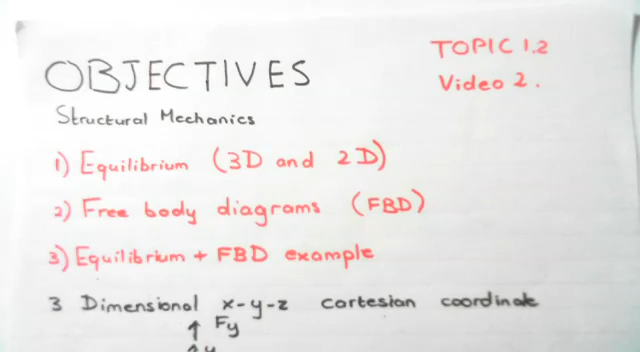 TOPIC 1.2
OBJECTIVES
Video 2.
Structural Mechanics
1) Equilibrium (3D and 2D)
2) Free body diagrams (FBD)
3) Equilibrium + FBD example
3 Dimensional x-y-z cartesian coordinate
↑ Fy